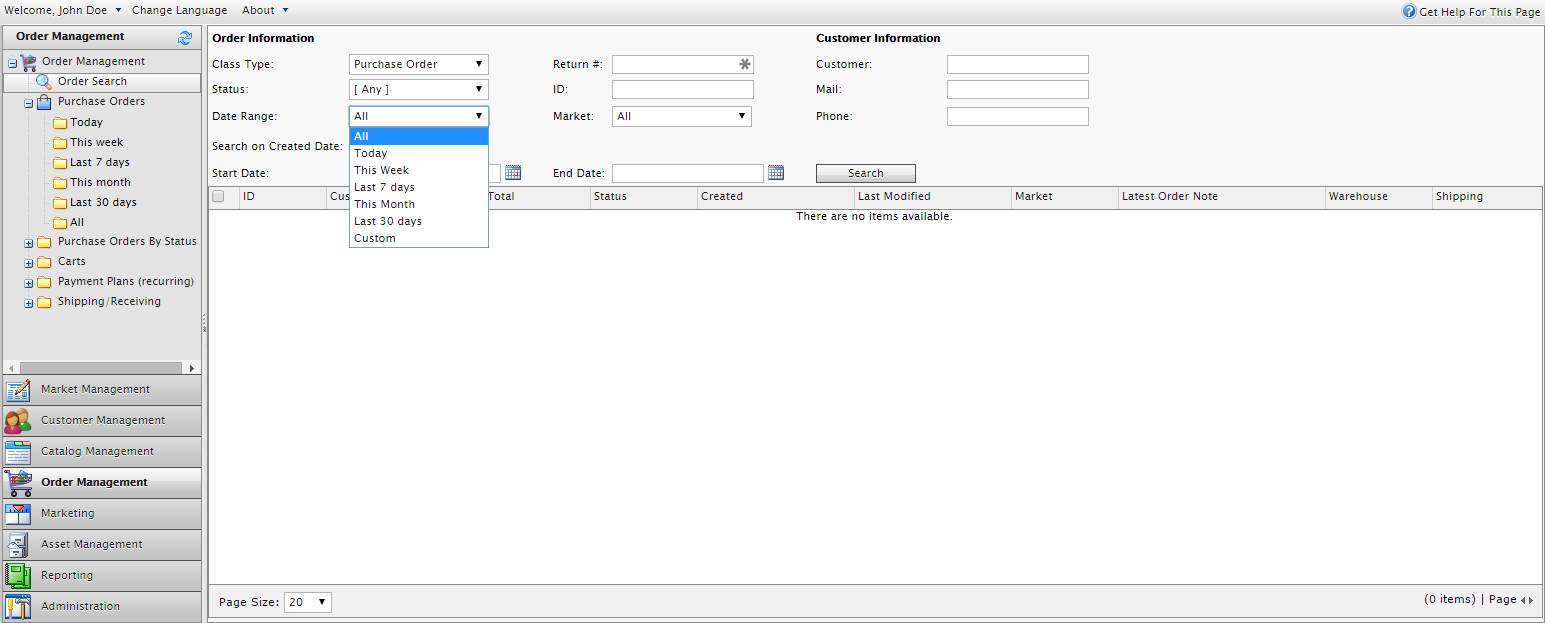 Welcome, John Doe Change Language About Get Help For This Page
Order Management
Order Management
Order Search
Purchase Orders
Today
This week
Last 7 days
This month
Last 30 days
All
Purchase Orders By Status
Carts
Payment Plans (recurring)
Shipping/Receiving
Market Management
Customer Management
Catalog Management
Order Management
Marketing
Asset Management
Reporting
Administration
Order Information Customer Information
Class Type: Purchase Order Return #: Customer:
Status: [ Any ] ID: Mail:
Date Range: All Market: All Phone:
All
Today
This Week
Last 7 days
This Month
Last 30 days
Custom
Search on Created Date:
Start Date: End Date: Search
ID Total Status Created Last Modified Market Latest Order Note Warehouse Shipping
There are no items available.
Page Size: 20 (0 items) | Page